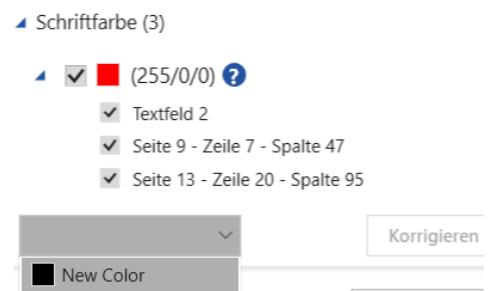 Schriftfarbe (3)
(255/0/0) ?
Textfeld 2
Seite 9 - Zeile 7 - Spalte 47
Seite 13 - Zeile 20 - Spalte 95
Korrigieren
New Color